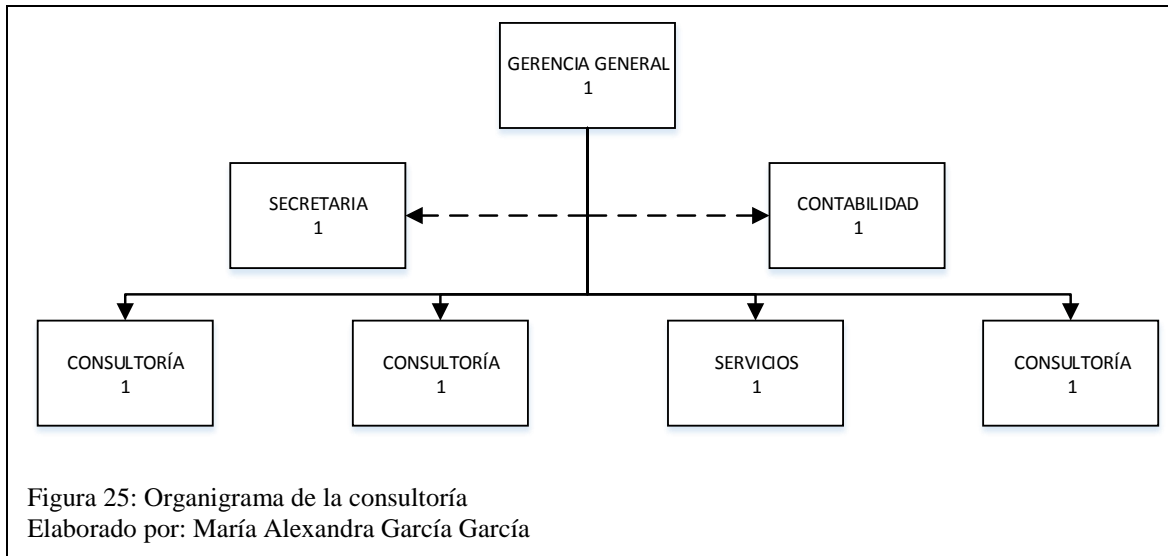 GERENCIA GENERAL
1
SECRETARIA
1
CONTABILIDAD
1
CONSULTORÍA
1
CONSULTORÍA
1
SERVICIOS
1
CONSULTORÍA
1
Figura 25: Organigrama de la consultoría
Elaborado por: María Alexandra García García